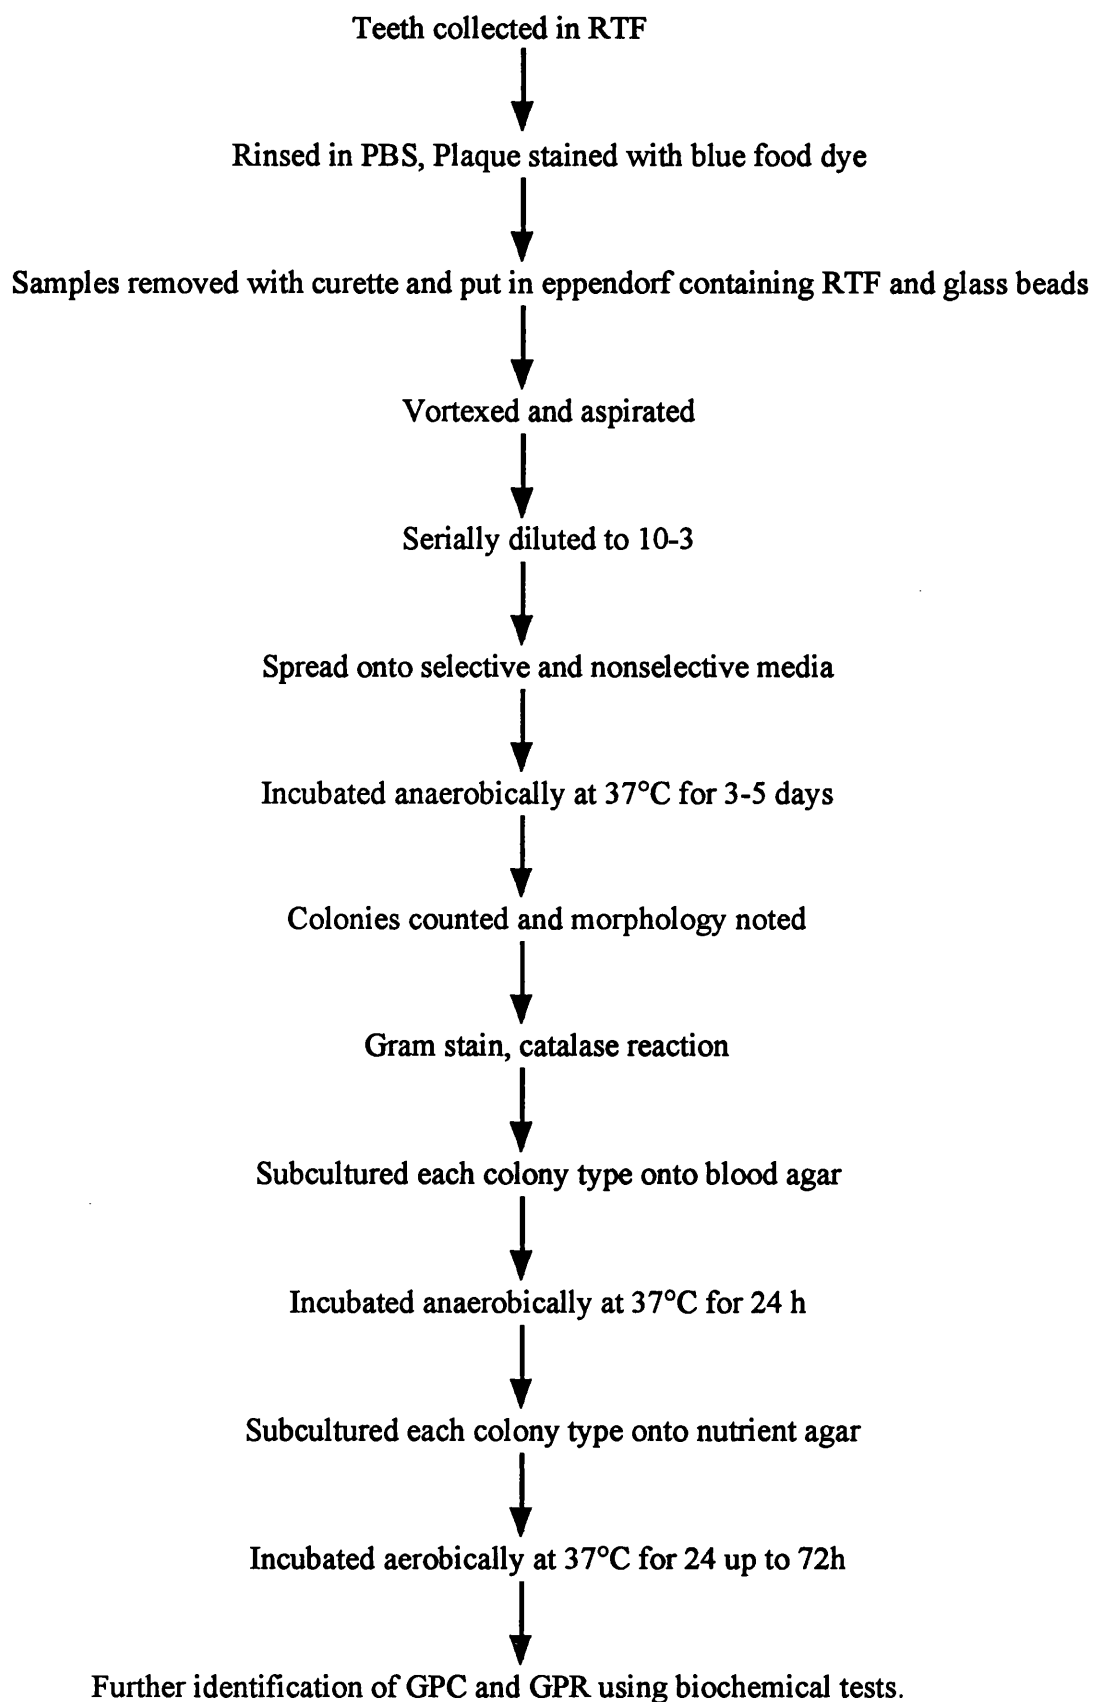 Teeth collected in RTF
Rinsed in PBS, Plaque stained with blue food dye
Samples removed with curette and put in eppendorf containing RTF and glass beads
Vortexed and aspirated
Serially diluted to 10-3
Spread onto selective and nonselective media
Incubated anaerobically at 37°C for 3-5 days
Colonies counted and morphology noted
Gram stain, catalase reaction
Subcultured each colony type onto blood agar
Incubated anaerobically at 37°C for 24 h
Subcultured each colony type onto nutrient agar
Incubated aerobically at 37°C for 24 up to 72h
Further identification of GPC and GPR using biochemical tests.